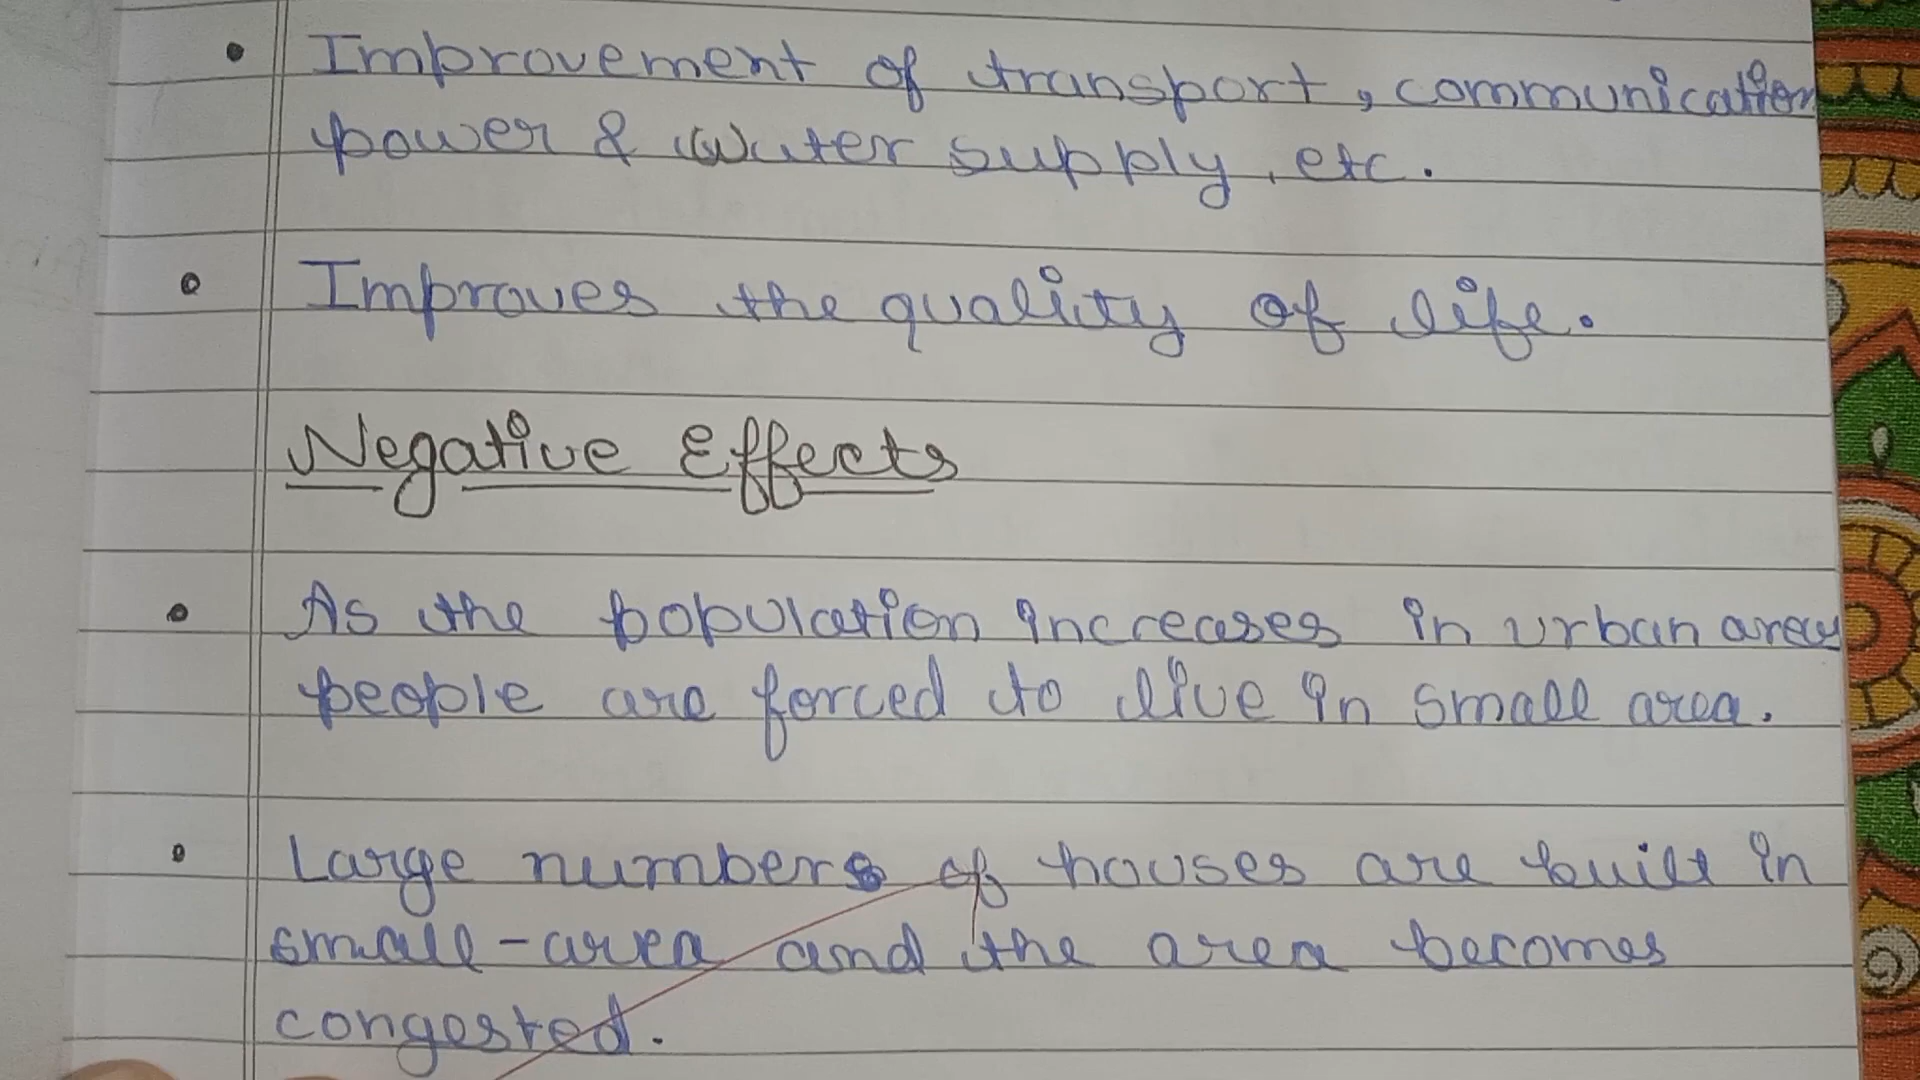 • Improvement of transport, communication
power & water supply, etc.
• Improves the quality of life.
Negative Effects
• As the population increases in urban areas
people are forced to live in small area.
• Large numbers of houses are built in
small-area and the area becomes
congested.